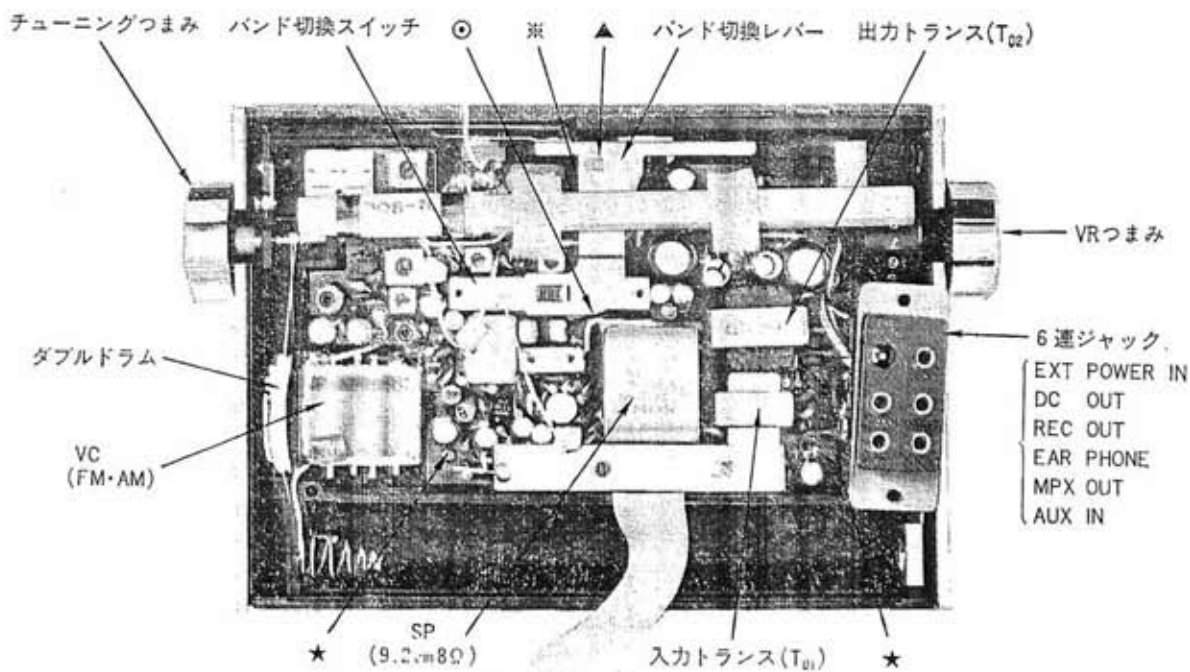 チューニングつまみ
バンド切換スイッチ
⊙
※
▲
バンド切換レバー
出力トランス(T02)
VRつまみ
ダブルドラム
6連ジャック、
EXT POWER IN
DC OUT
REC OUT
EAR PHONE
MPX OUT
AUX IN
VC
(FM・AM)
★
SP
(9.2cm8Ω)
入力トランス(T01)
★